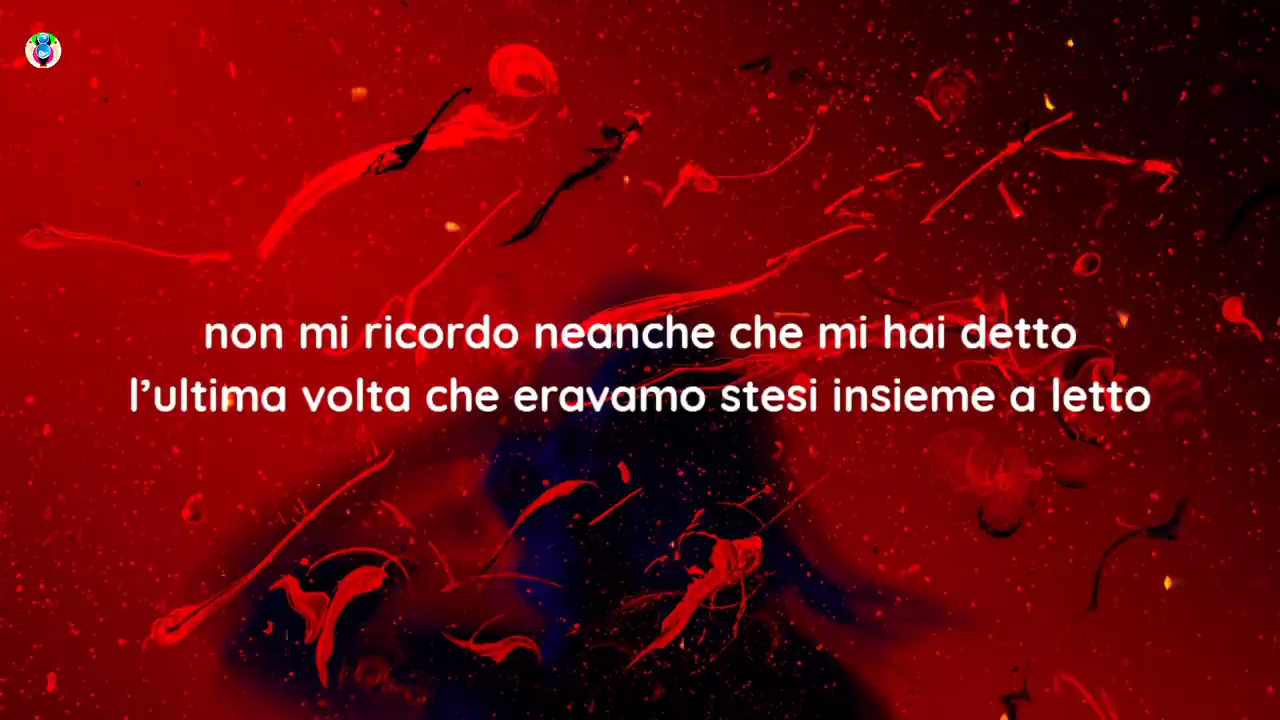 non mi ricordo neanche che mi hai detto
l’ultima volta che eravamo stesi insieme a letto